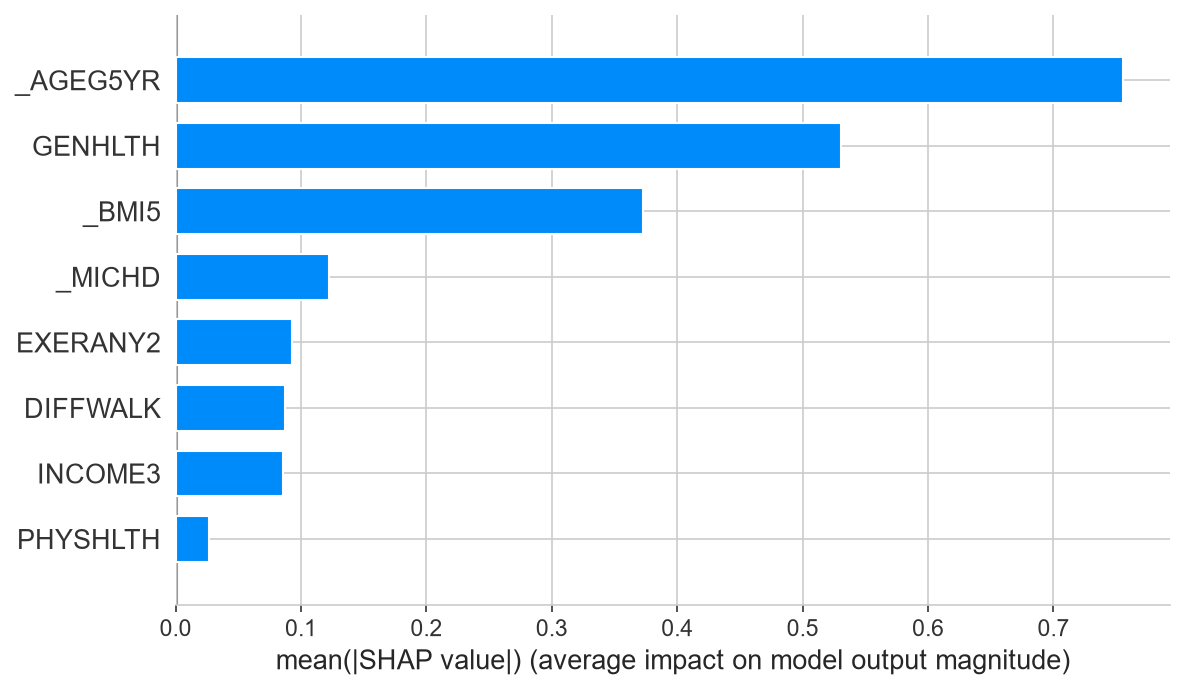 _AGEG5YR
GENHLTH
_BMI5
_MICHD
EXERANY2
DIFFWALK
INCOME3
PHYSHLTH
0.0 0.1 0.2 0.3 0.4 0.5 0.6 0.7
mean(|SHAP value|) (average impact on model output magnitude)